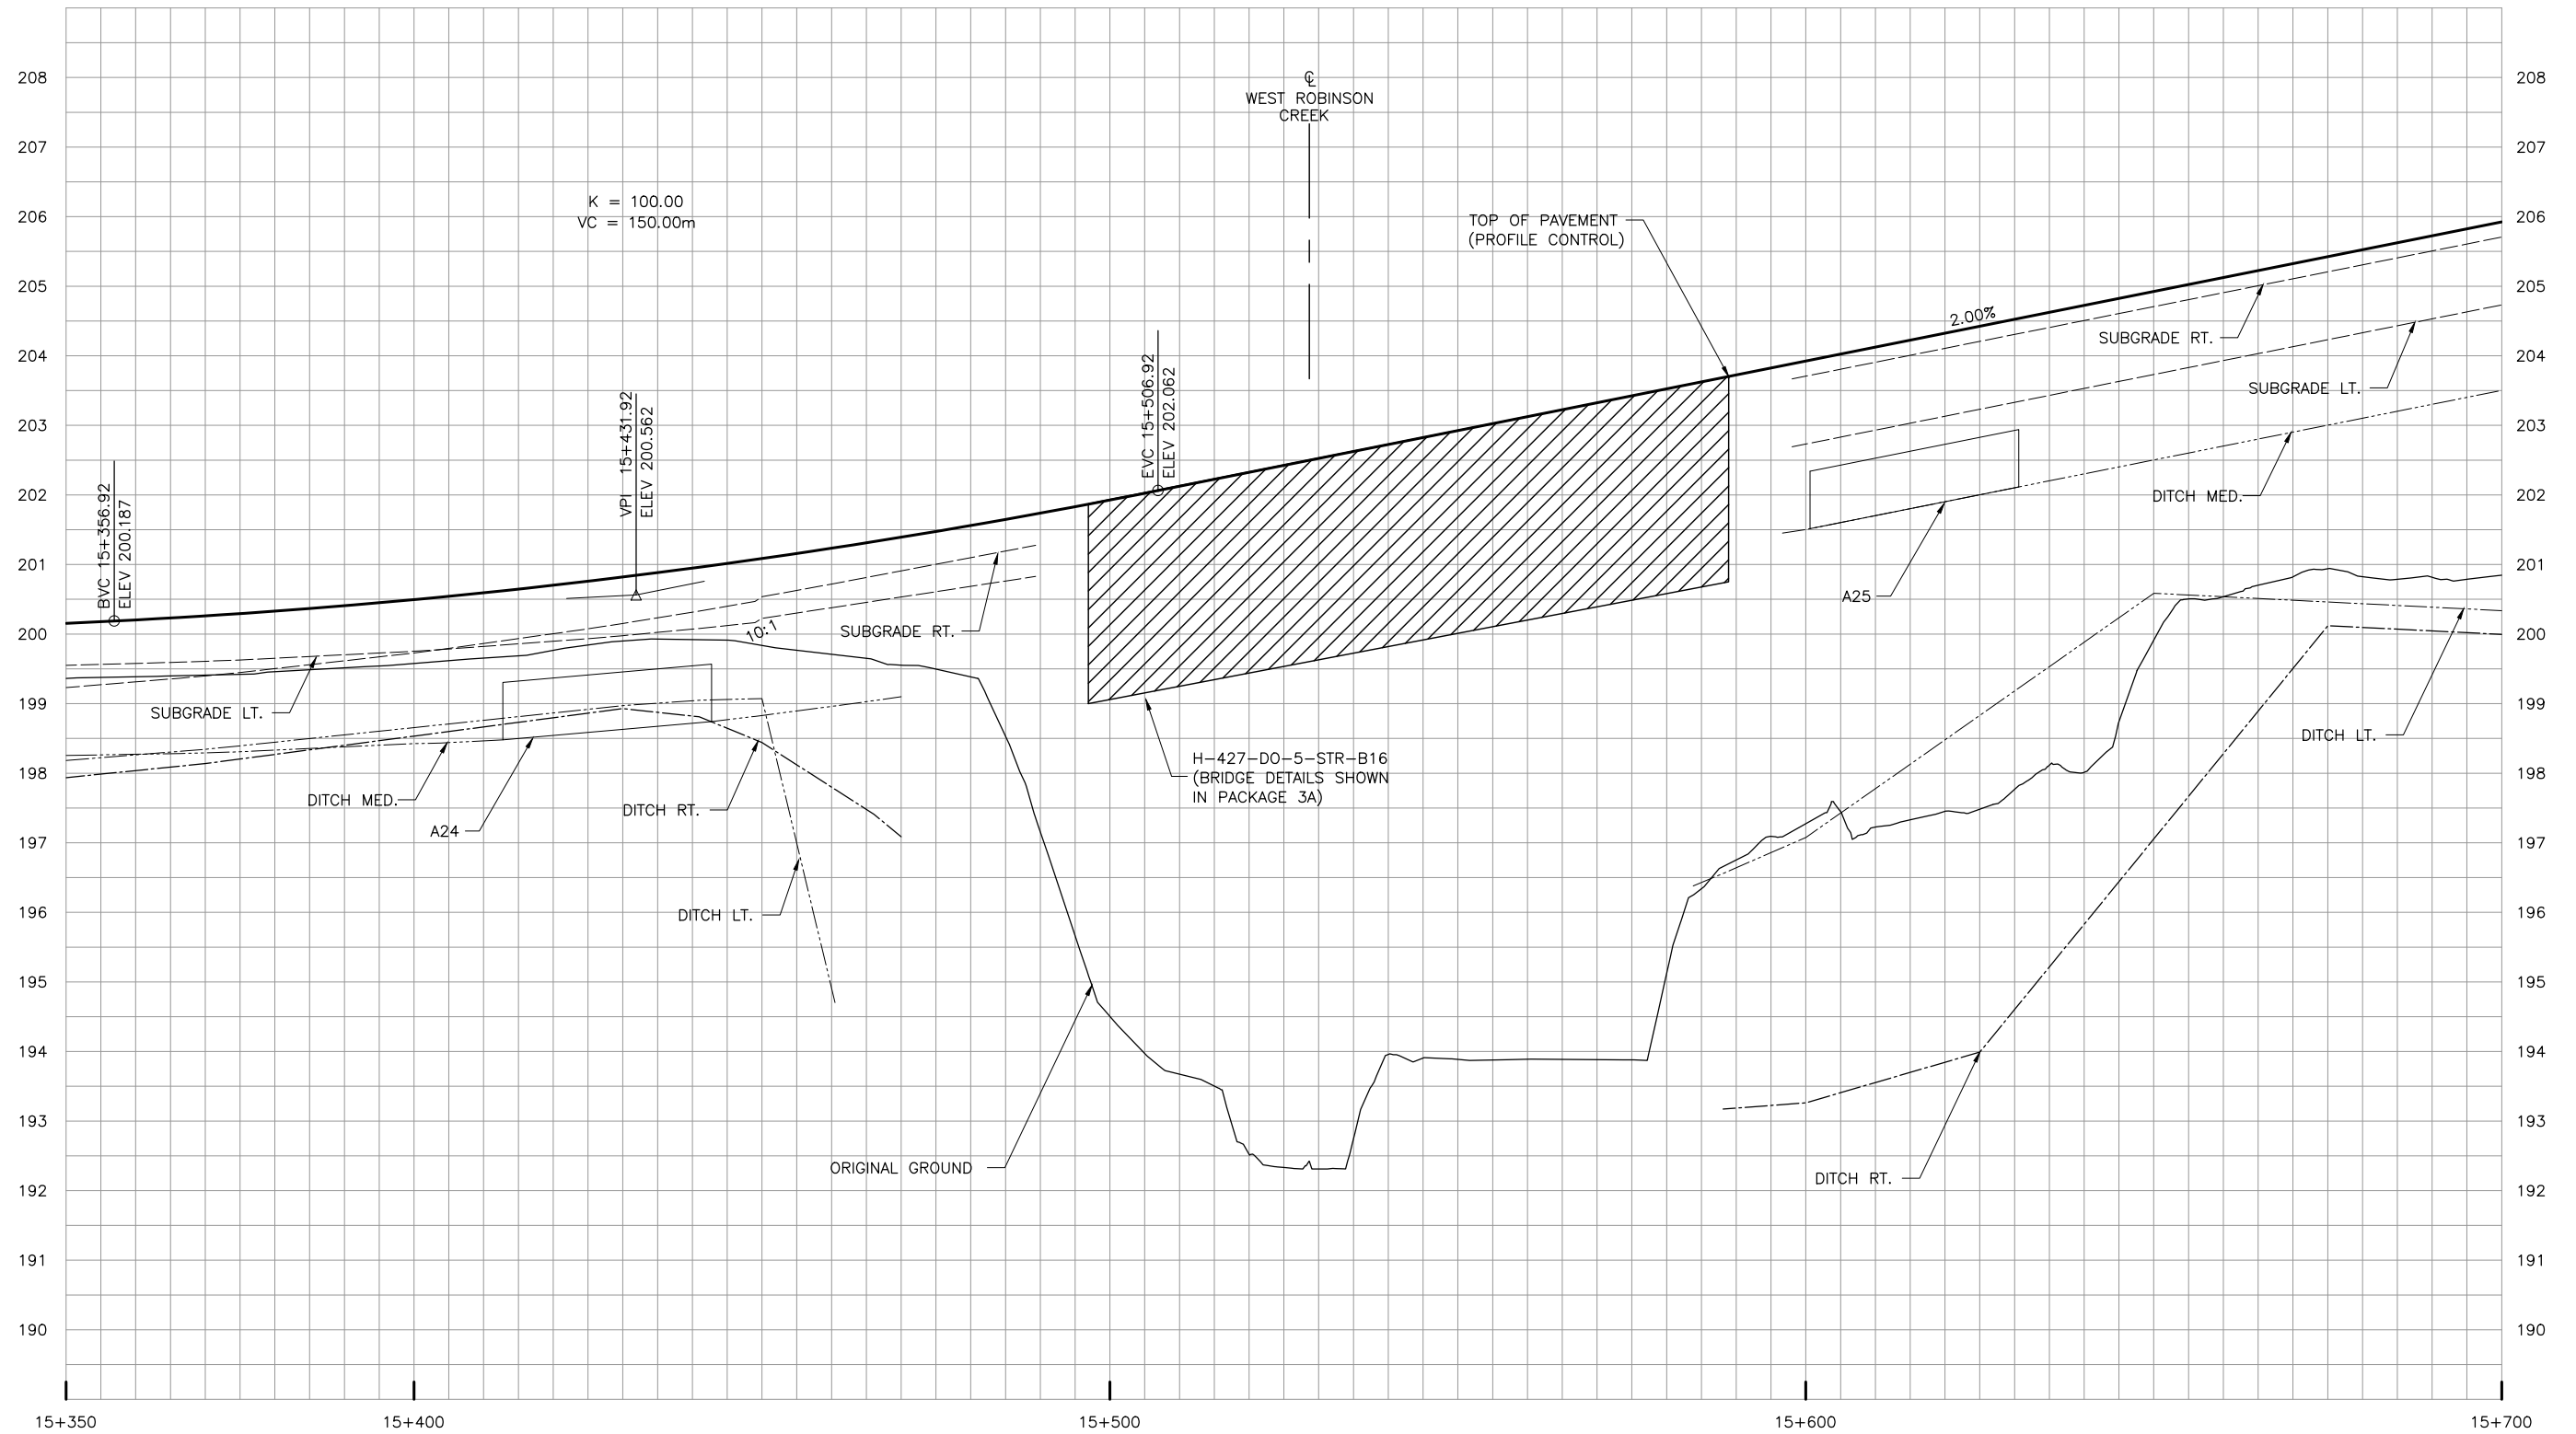 208
207
206
205
204
203
202
201
200
199
198
197
196
195
194
193
192
191
190
℄
WEST ROBINSON
CREEK
K = 100.00
VC = 150.00m
TOP OF PAVEMENT
(PROFILE CONTROL)
2.00%
SUBGRADE RT.
SUBGRADE LT.
DITCH MED.
A25
BVC 15+356.92
ELEV 200.187
VPI 15+431.92
ELEV 200.562
EVC 15+506.92
ELEV 202.062
10:1
SUBGRADE RT.
SUBGRADE LT.
DITCH MED.
A24
DITCH RT.
DITCH LT.
H-427-DO-5-STR-B16
(BRIDGE DETAILS SHOWN
IN PACKAGE 3A)
DITCH LT.
ORIGINAL GROUND
DITCH RT.
208
207
206
205
204
203
202
201
200
199
198
197
196
195
194
193
192
191
190
15+350
15+400
15+500
15+600
15+700